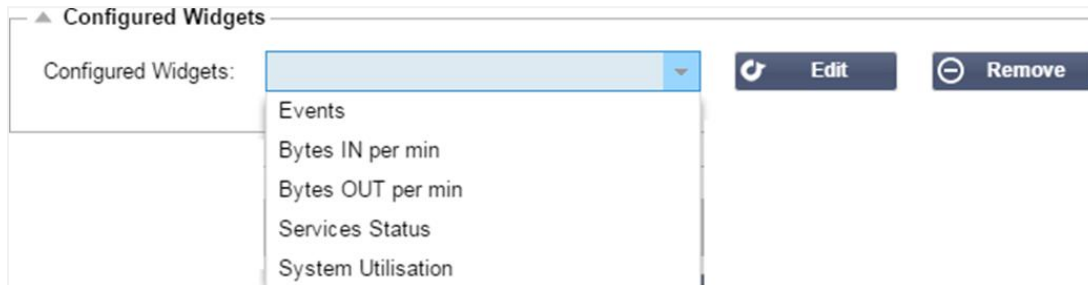 Configured Widgets
Configured Widgets: Edit Remove
Events
Bytes IN per min
Bytes OUT per min
Services Status
System Utilisation